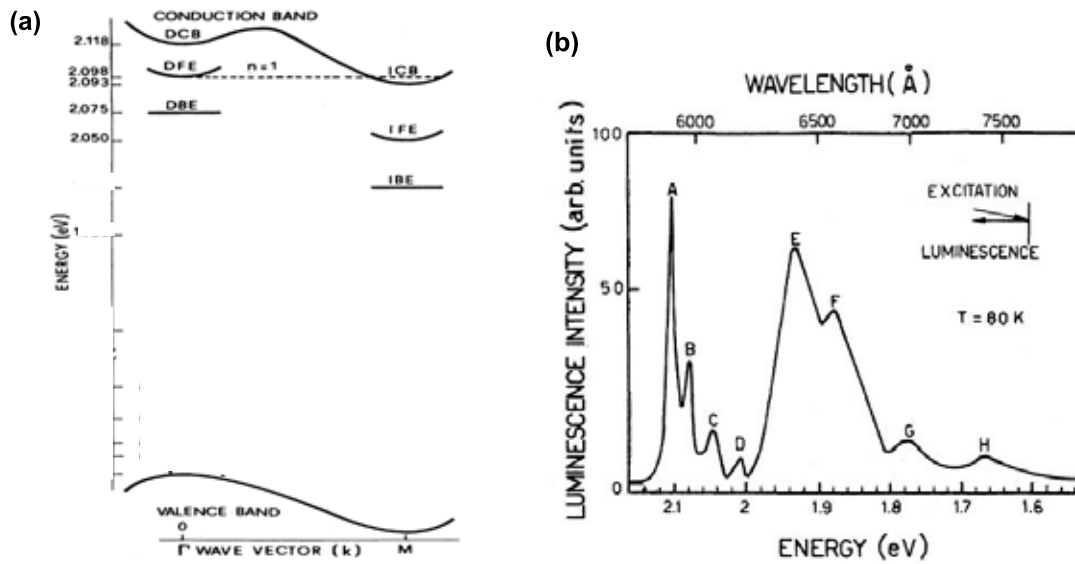 (a)
CONDUCTION BAND
DCB
2.118
DFE
n=1
ICB
2.098
2.093
DBE
2.075
IFE
2.050
IBE
1
ENERGY (eV)
VALENCE BAND
0
Γ WAVE VECTOR (k) M
(b)
WAVELENGTH (Å)
6000 6500 7000 7500
100
50
0
LUMINESCENCE INTENSITY (arb. units)
A
B
C
D
E
F
G
H
EXCITATION
LUMINESCENCE
T = 80 K
2.1 2 1.9 1.8 1.7 1.6
ENERGY (eV)